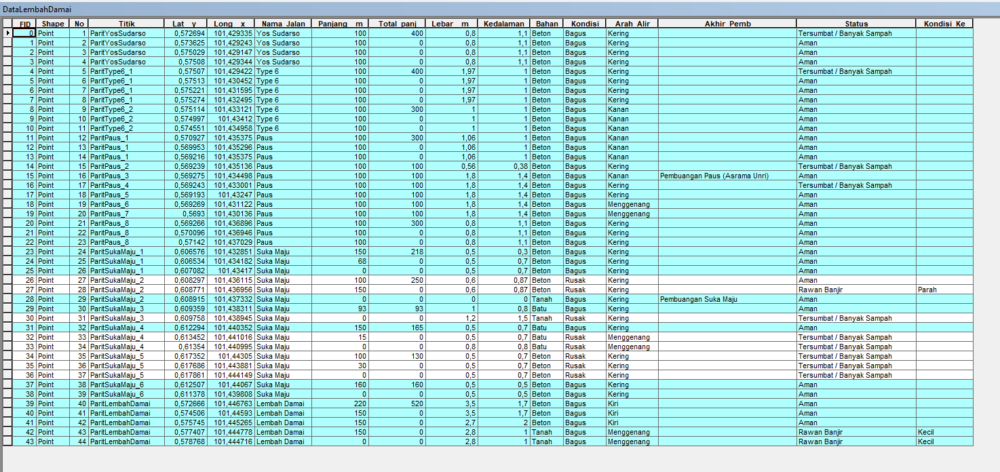 DataLembahDamai
FID Shape No Titik Lat_y Long_x Nama_Jalan Panjang_m Total_panj Lebar_m Kedalaman Bahan Kondisi Arah_Alir Akhir_Pemb Status Kondisi_Ke
0 Point 1 ParitYosSudarso 0,572694 101,429335 Yos Sudarso 100 400 0,8 1,1 Beton Bagus Kering Tersumbat / Banyak Sampah
1 Point 2 ParitYosSudarso 0,573625 101,429243 Yos Sudarso 100 0 0,8 1,1 Beton Bagus Kering Aman
2 Point 3 ParitYosSudarso 0,575029 101,429147 Yos Sudarso 100 0 0,8 1,1 Beton Bagus Kering Aman
3 Point 4 ParitYosSudarso 0,57508 101,429344 Yos Sudarso 100 0 0,8 1,1 Beton Bagus Kering Aman
4 Point 5 ParitType6_1 0,57507 101,429422 Type 6 100 400 1,97 1 Beton Bagus Kering Tersumbat / Banyak Sampah
5 Point 6 ParitType6_1 0,57513 101,430452 Type 6 100 0 1,97 1 Beton Bagus Kering Aman
6 Point 7 ParitType6_1 0,575221 101,431595 Type 6 100 0 1,97 1 Beton Bagus Kering Aman
7 Point 8 ParitType6_1 0,575274 101,432495 Type 6 100 0 1,97 1 Beton Bagus Kering Aman
8 Point 9 ParitType6_2 0,575114 101,433121 Type 6 100 300 1 1 Beton Bagus Kanan Aman
9 Point 10 ParitType6_2 0,574997 101,43412 Type 6 100 0 1 1 Beton Bagus Kanan Aman
10 Point 11 ParitType6_2 0,574551 101,434958 Type 6 100 0 1 1 Beton Bagus Kanan Aman
11 Point 12 ParitPaus_1 0,570927 101,435375 Paus 100 300 1,06 1 Beton Bagus Kanan Aman
12 Point 13 ParitPaus_1 0,569953 101,435296 Paus 100 0 1,06 1 Beton Bagus Kanan Aman
13 Point 14 ParitPaus_1 0,569216 101,435375 Paus 100 0 1,06 1 Beton Bagus Kanan Aman
14 Point 15 ParitPaus_2 0,569239 101,435136 Paus 100 100 0,56 0,38 Beton Bagus Kering Tersumbat / Banyak Sampah
15 Point 16 ParitPaus_3 0,569275 101,434498 Paus 100 100 1,8 1,4 Beton Bagus Kanan Pembuangan Paus (Asrama Unri) Aman
16 Point 17 ParitPaus_4 0,569243 101,433001 Paus 100 100 1,8 1,4 Beton Bagus Kering Tersumbat / Banyak Sampah
17 Point 18 ParitPaus_5 0,569193 101,43247 Paus 100 100 1,8 1,4 Beton Bagus Kering Aman
18 Point 19 ParitPaus_6 0,569269 101,431122 Paus 100 100 1,8 1,4 Beton Bagus Menggenang Aman
19 Point 20 ParitPaus_7 0,5693 101,430136 Paus 100 100 1,8 1,4 Beton Bagus Menggenang Aman
20 Point 21 ParitPaus_8 0,569266 101,436896 Paus 100 300 0,8 1,1 Beton Bagus Kering Aman
21 Point 22 ParitPaus_8 0,570096 101,436946 Paus 100 0 0,8 1,1 Beton Bagus Kering Aman
22 Point 23 ParitPaus_8 0,57142 101,437029 Paus 100 0 0,8 1,1 Beton Bagus Kering Aman
23 Point 24 ParitSukaMaju_1 0,606576 101,432851 Suka Maju 150 218 0,5 0,3 Beton Bagus Kering Aman
24 Point 25 ParitSukaMaju_1 0,606534 101,434182 Suka Maju 68 0 0,5 0,7 Beton Bagus Kering Aman
25 Point 26 ParitSukaMaju_1 0,607082 101,43417 Suka Maju 0 0 0,5 0,7 Beton Bagus Kering Aman
26 Point 27 ParitSukaMaju_2 0,608297 101,436115 Suka Maju 100 250 0,6 0,87 Beton Rusak Kering Aman
27 Point 28 ParitSukaMaju_2 0,608771 101,436956 Suka Maju 150 0 0,6 0,87 Beton Rusak Kering Rawan Banjir Parah
28 Point 29 ParitSukaMaju_2 0,608915 101,437332 Suka Maju 0 0 0 0 Tanah Bagus Kering Pembuangan Suka Maju Aman
29 Point 30 ParitSukaMaju_3 0,609359 101,438311 Suka Maju 93 93 1 0,8 Batu Bagus Kering Aman
30 Point 31 ParitSukaMaju_3 0,609758 101,438945 Suka Maju 0 0 1,2 1,5 Tanah Rusak Kering Tersumbat / Banyak Sampah
31 Point 32 ParitSukaMaju_4 0,612294 101,440352 Suka Maju 150 165 0,5 0,7 Batu Bagus Kering Aman
32 Point 33 ParitSukaMaju_4 0,613452 101,441016 Suka Maju 15 0 0,5 0,7 Batu Rusak Menggenang Tersumbat / Banyak Sampah
33 Point 34 ParitSukaMaju_4 0,61354 101,440995 Suka Maju 0 0 0,8 0,8 Batu Rusak Menggenang Tersumbat / Banyak Sampah
34 Point 35 ParitSukaMaju_5 0,617352 101,44305 Suka Maju 100 130 0,5 0,7 Beton Rusak Kering Tersumbat / Banyak Sampah
35 Point 36 ParitSukaMaju_5 0,617686 101,443881 Suka Maju 30 0 0,5 0,7 Beton Rusak Kering Tersumbat / Banyak Sampah
36 Point 37 ParitSukaMaju_5 0,617861 101,444149 Suka Maju 0 0 0,5 0,7 Beton Rusak Kering Tersumbat / Banyak Sampah
37 Point 38 ParitSukaMaju_6 0,612507 101,44067 Suka Maju 160 160 0,5 0,5 Beton Bagus Kering Aman
38 Point 39 ParitSukaMaju_6 0,611378 101,439808 Suka Maju 0 0 0,5 0,5 Beton Bagus Kering Aman
39 Point 40 ParitLembahDamai 0,572666 101,446763 Lembah Damai 220 520 3,5 1,7 Beton Bagus Kiri Aman
40 Point 41 ParitLembahDamai 0,574506 101,44593 Lembah Damai 150 0 3,5 1,7 Beton Bagus Kiri Aman
41 Point 42 ParitLembahDamai 0,575745 101,445265 Lembah Damai 150 0 2,7 2 Beton Bagus Kiri Aman
42 Point 43 ParitLembahDamai 0,577407 101,444778 Lembah Damai 150 0 2,8 1 Tanah Bagus Menggenang Rawan Banjir Kecil
43 Point 44 ParitLembahDamai 0,578768 101,444716 Lembah Damai 0 0 2,8 1 Tanah Bagus Menggenang Rawan Banjir Kecil